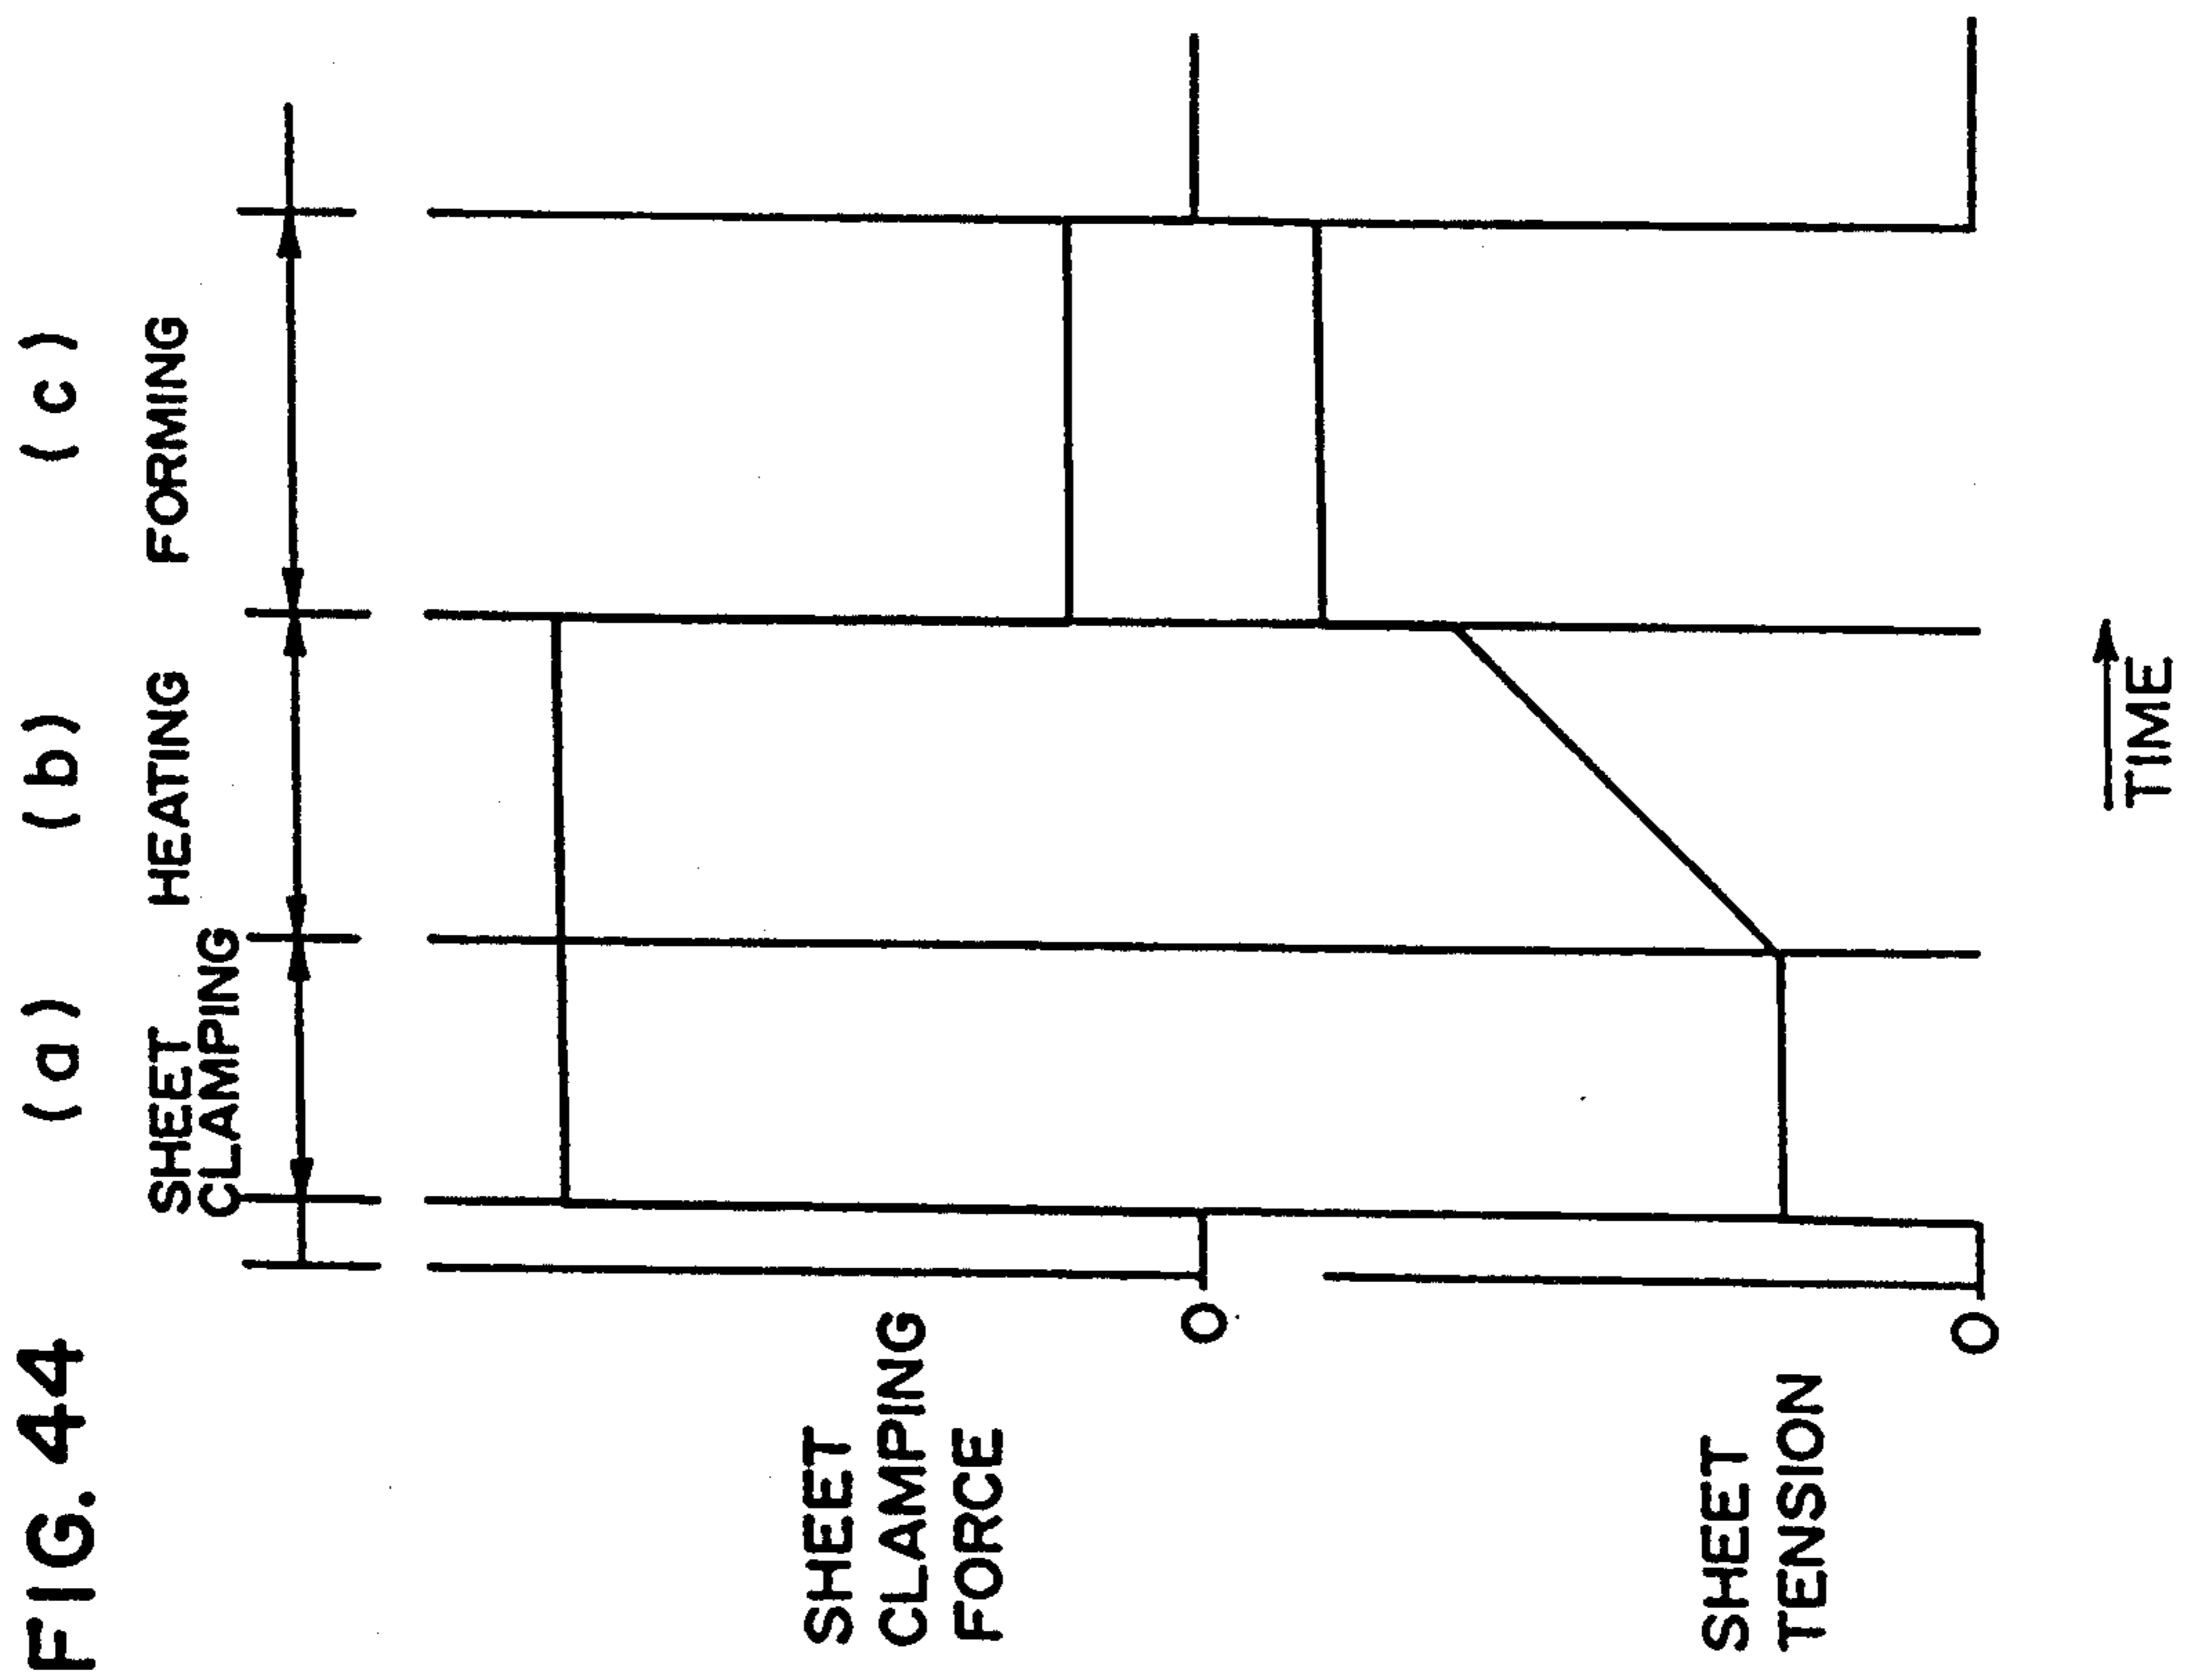 FIG. 44
(a) (b) (c)
SHEET
CLAMPING
HEATING
FORMING
SHEET
CLAMPING
FORCE
0
SHEET
TENSION
0
TIME